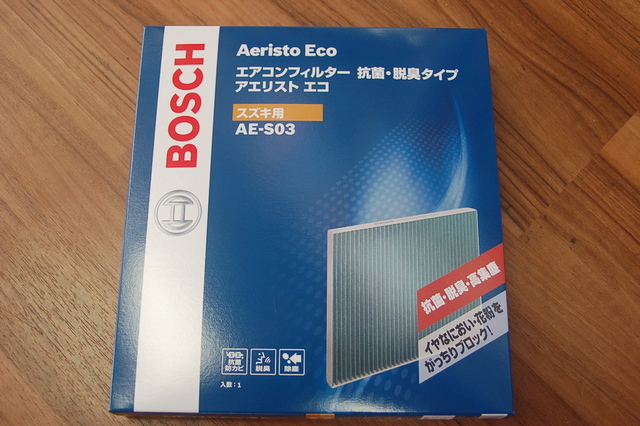 BOSCH
Aeristo Eco
エアコンフィルター 抗菌・脱臭タイプ
アエリスト エコ
スズキ用
AE-S03
抗菌・脱臭・高集塵
イヤなにおい・花粉を
がっちりブロック!
抗菌
防カビ
脱臭
除塵
入数:1